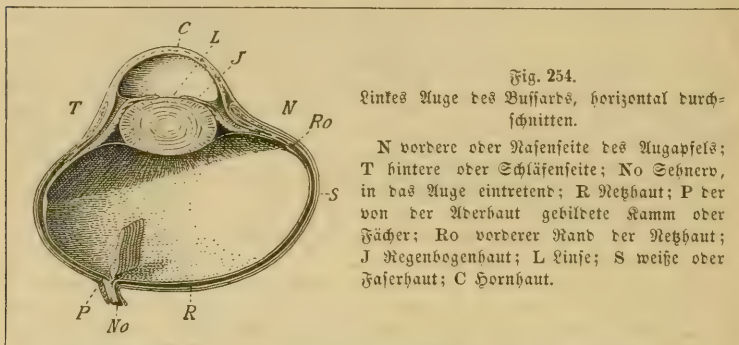 C
L
J
T
N
Ro
S
P
No
R
Fig. 254.
Linkes Auge des Bussards, horizontal durch=
schnitten.
N vordere oder Nasenseite des Augapfels;
T hintere oder Schläfenseite; No Sehnerv,
in das Auge eintretend; R Netzhaut; P der
von der Aderhaut gebildete Kamm oder
Fächer; Ro vorderer Rand der Netzhaut;
J Regenbogenhaut; L Linse; S weiße oder
Faserhaut; C Hornhaut.